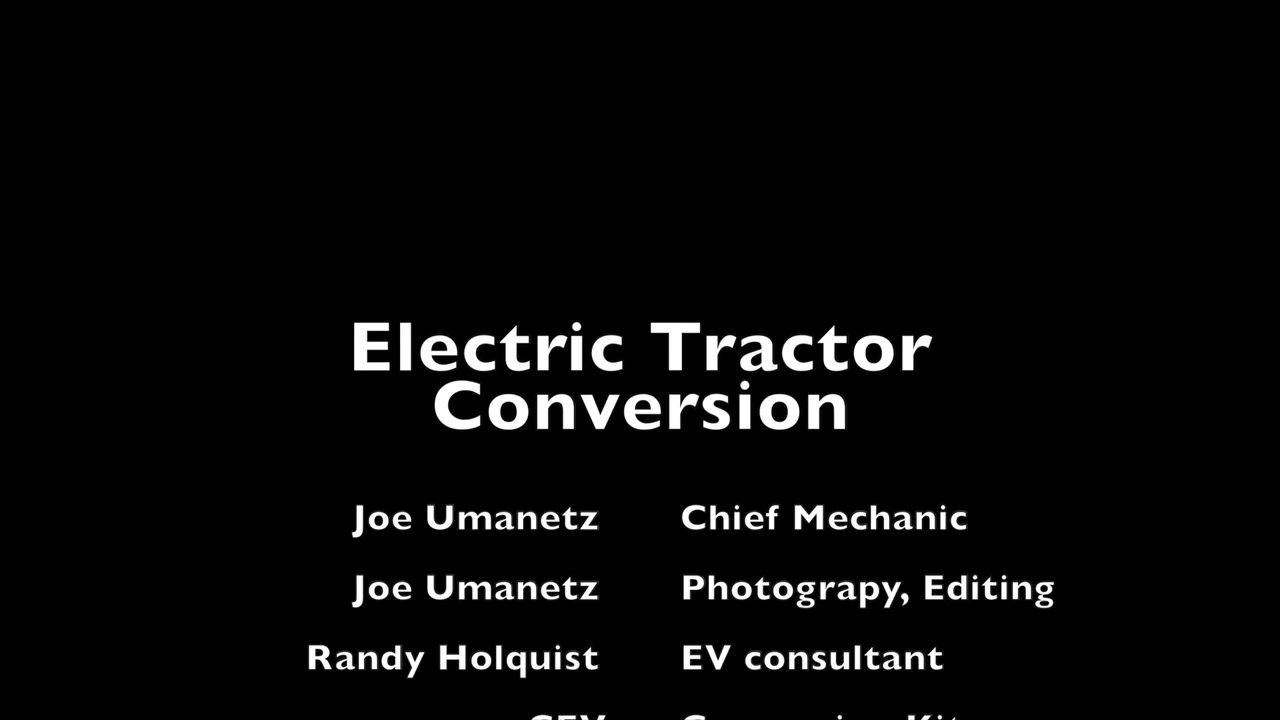 Electric Tractor
Conversion
Joe Umanetz Chief Mechanic
Joe Umanetz Photograpy, Editing
Randy Holquist EV consultant